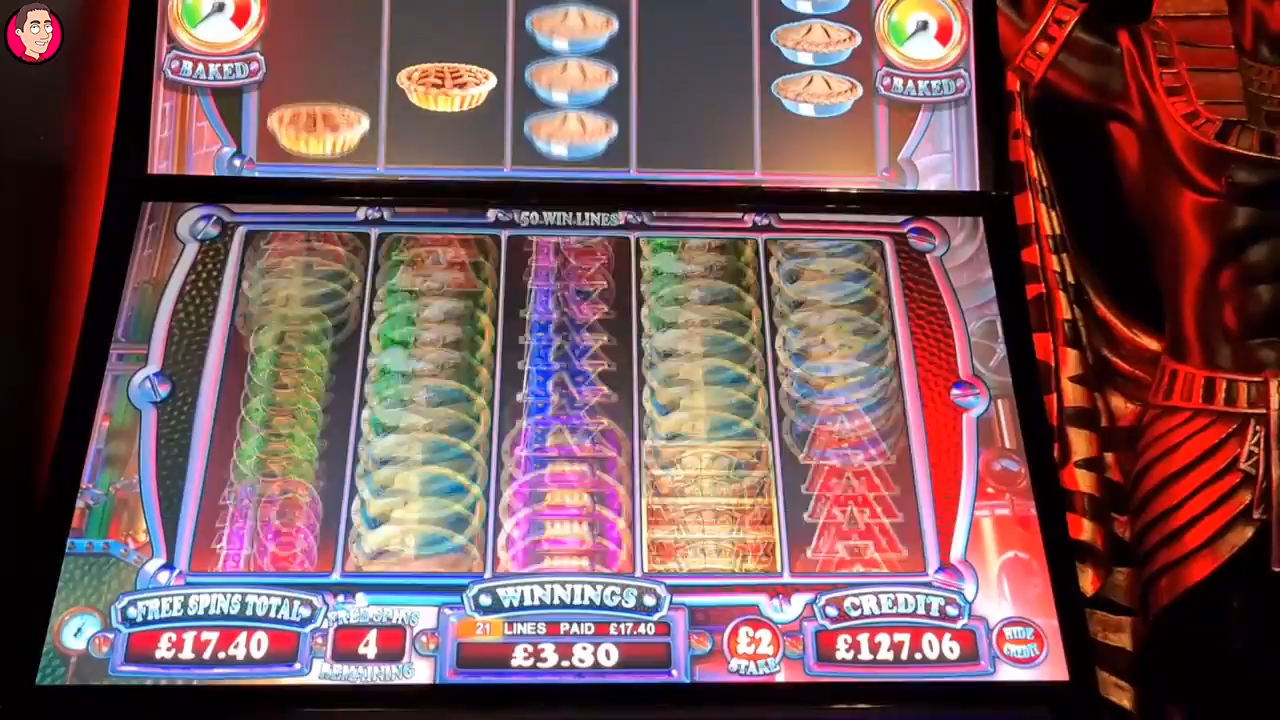 BAKED
BAKED
50 WIN LINES
FREE SPINS TOTAL
£17.40
FREE SPINS
4
REMAINING
WINNINGS
21 LINES PAID £17.40
£3.80
£2
STAKE
CREDIT
£127.06
HIDE
CREDIT